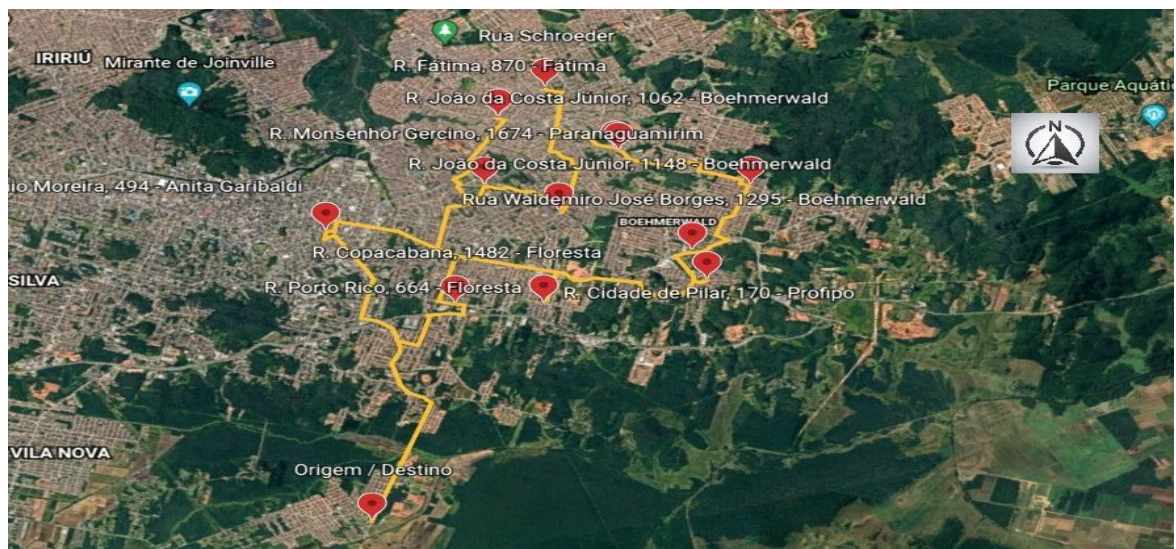 Rua Schroeder
IRIRIÚ
Mirante de Joinville
R. Fátima, 870 - Fátima
Parque Aquátic
R. João da Costa Júnior, 1062 - Boehmerwald
N
R. Monsenhor Gercino, 1674 - Paranaguamirim
R. João da Costa Júnior, 1148 - Boehmerwald
io Moreira, 494 - Anita Garibaldi
Rua Waldemiro José Borges, 1295 - Boehmerwald
BOEHMERWALD
R. Copacabana, 1482 - Floresta
SILVA
R. Porto Rico, 664 - Floresta
R. Cidade de Pilar, 170 - Profipo
VILA NOVA
Origem / Destino